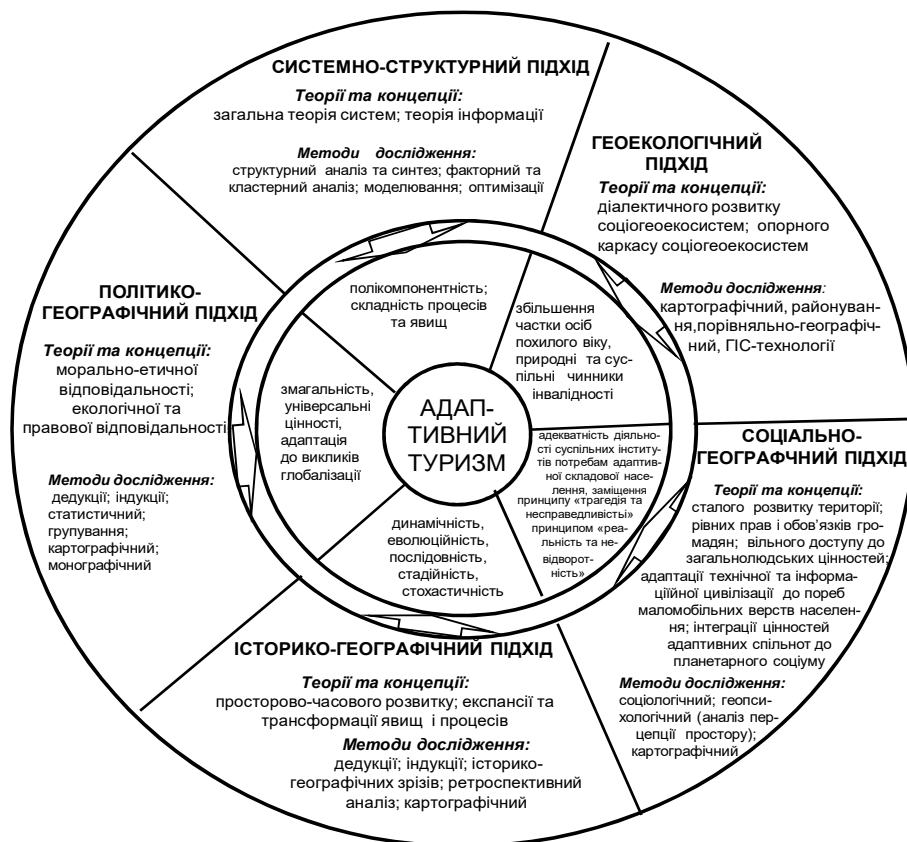 СИСТЕМНО-СТРУКТУРНИЙ ПІДХІД
Теорії та концепції:
загальна теорія систем; теорія інформації
Методи дослідження:
структурний аналіз та синтез; факторний та
кластерний аналіз; моделювання; оптимізації
ГЕОЕКОЛОГІЧНИЙ
ПІДХІД
Теорії та концепції:
діалектичного розвитку
соціогеоекосистем; опорного
каркасу соціогеоекосистем
Методи дослідження:
картографічний, районуван-
ня,порівняльно-географіч-
ний, ГІС-технології
ПОЛІТИКО-
ГЕОГРАФІЧНИЙ ПІДХІД
Теорії та концепції:
морально-етичної
відповідальності;
екологічної та
правової відповідальності
Методи дослідження:
дедукції; індукції;
статистичний;
групування;
картографічний;
монографічний
полікомпонентність;
складність процесів
та явищ
збільшення
частки осіб
похилого віку,
природні та сус-
пільні чинники
інвалідності
змагальність,
універсальні
цінності,
адаптація
до викликів
глобалізації
АДАП-
ТИВНИЙ
ТУРИЗМ
адекватність діяльно-
сті суспільних інститу-
тів потребам адаптив-
ної складової насе-
лення, заміщення
принципу «трагедія та
несправедливість»
принципом «реа-
льність та не-
відворот-
ність»
динамічність,
еволюційність,
послідовність,
стадійність,
стохастичність
СОЦІАЛЬНО-
ГЕОГРАФЧНИЙ ПІДХІД
Теорії та концепції:
сталого розвитку території;
рівних прав і обов’язків гро-
мадян; вільного доступу до
загальнолюдських цінностей;
адаптації технічної та інформа-
ційної цивілізації до пореб
маломобільних верств населен-
ня; інтеграції цінностей
адаптивних спільнот до
планетарного соціуму
Методи дослідження:
соціологічний; геопси-
хологічний (аналіз пер-
цепції простору);
картографічний
ІСТОРИКО-ГЕОГРАФІЧНИЙ ПІДХІД
Теорії та концепції:
просторово-часового розвитку; експансії та
трансформації явищ і процесів
Методи дослідження:
дедукції; індукції; історико-
географічних зрізів; ретроспективний
аналіз; картографічний